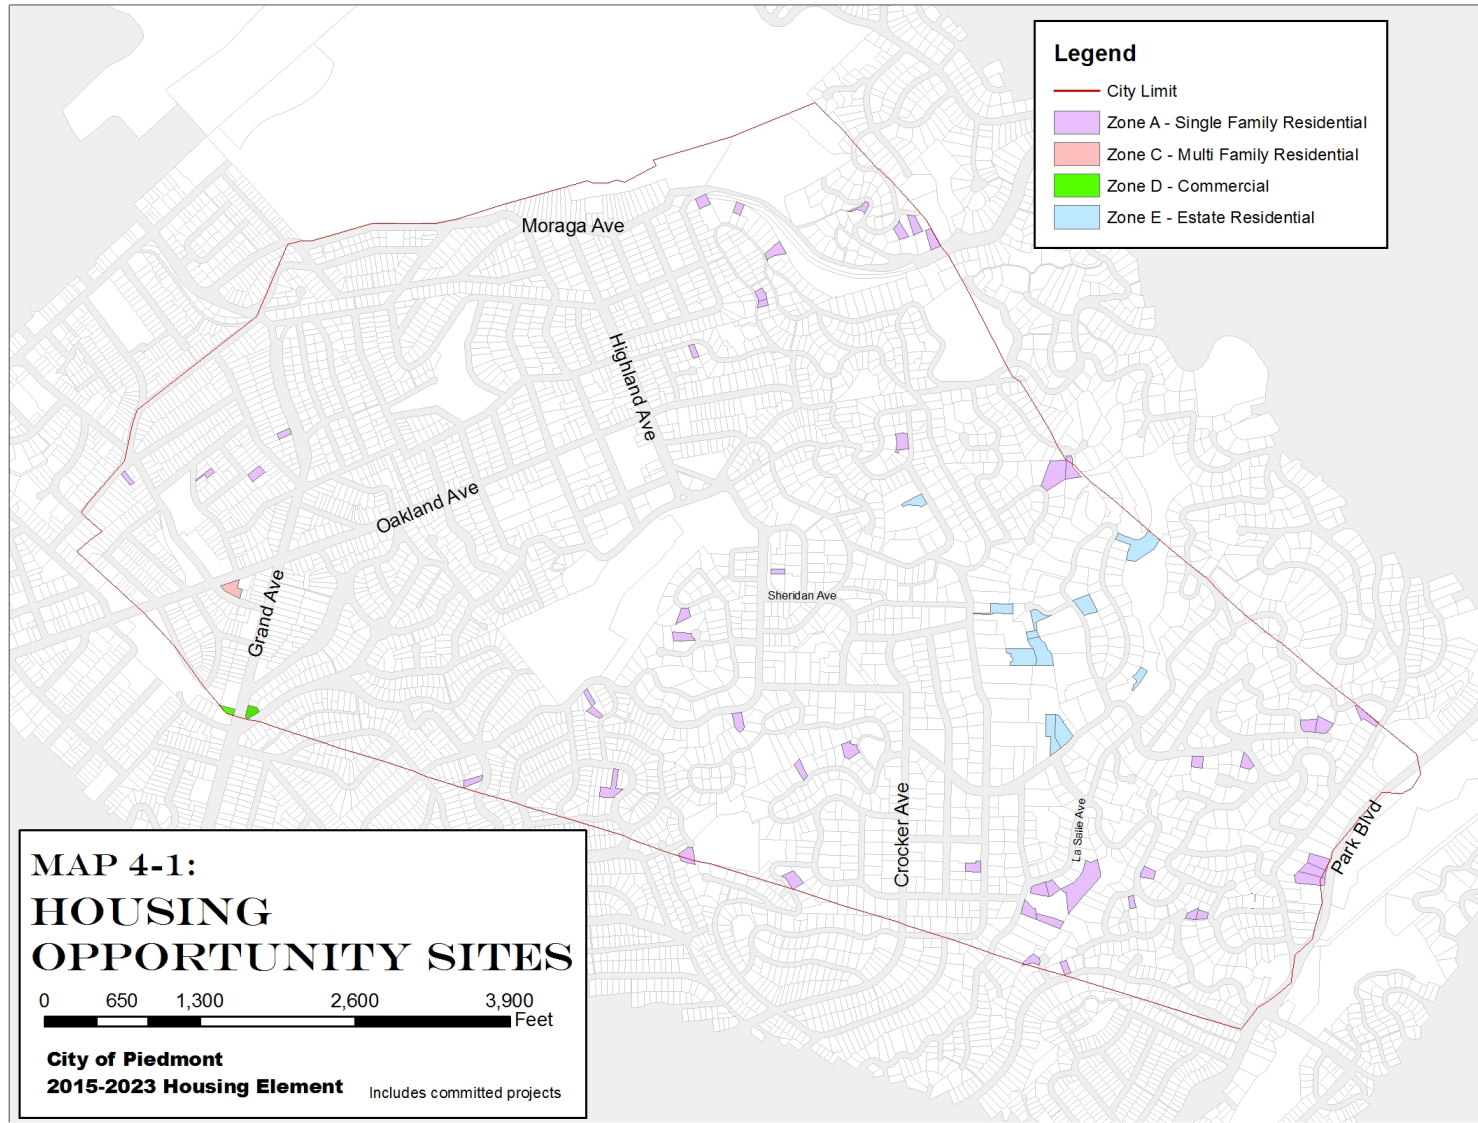 Legend
City Limit
Zone A - Single Family Residential
Zone C - Multi Family Residential
Zone D - Commercial
Zone E - Estate Residential
Moraga Ave
Highland Ave
Oakland Ave
Sheridan Ave
Grand Ave
Crocker Ave
La Salle Ave
Park Blvd
MAP 4-1:
HOUSING
OPPORTUNITY SITES
0 650 1,300 2,600 3,900
Feet
City of Piedmont
2015-2023 Housing Element
Includes committed projects